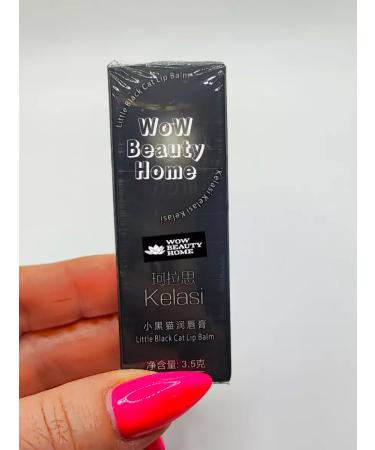 Little Black Cat Lip Balm
WoW
Beauty
Home
Kelasi Kelasi Kelasi
WOW
BEAUTY
HOME
珂拉思
Kelasi
小黑猫润唇膏
Little Black Cat Lip Balm
净含量: 3.5克